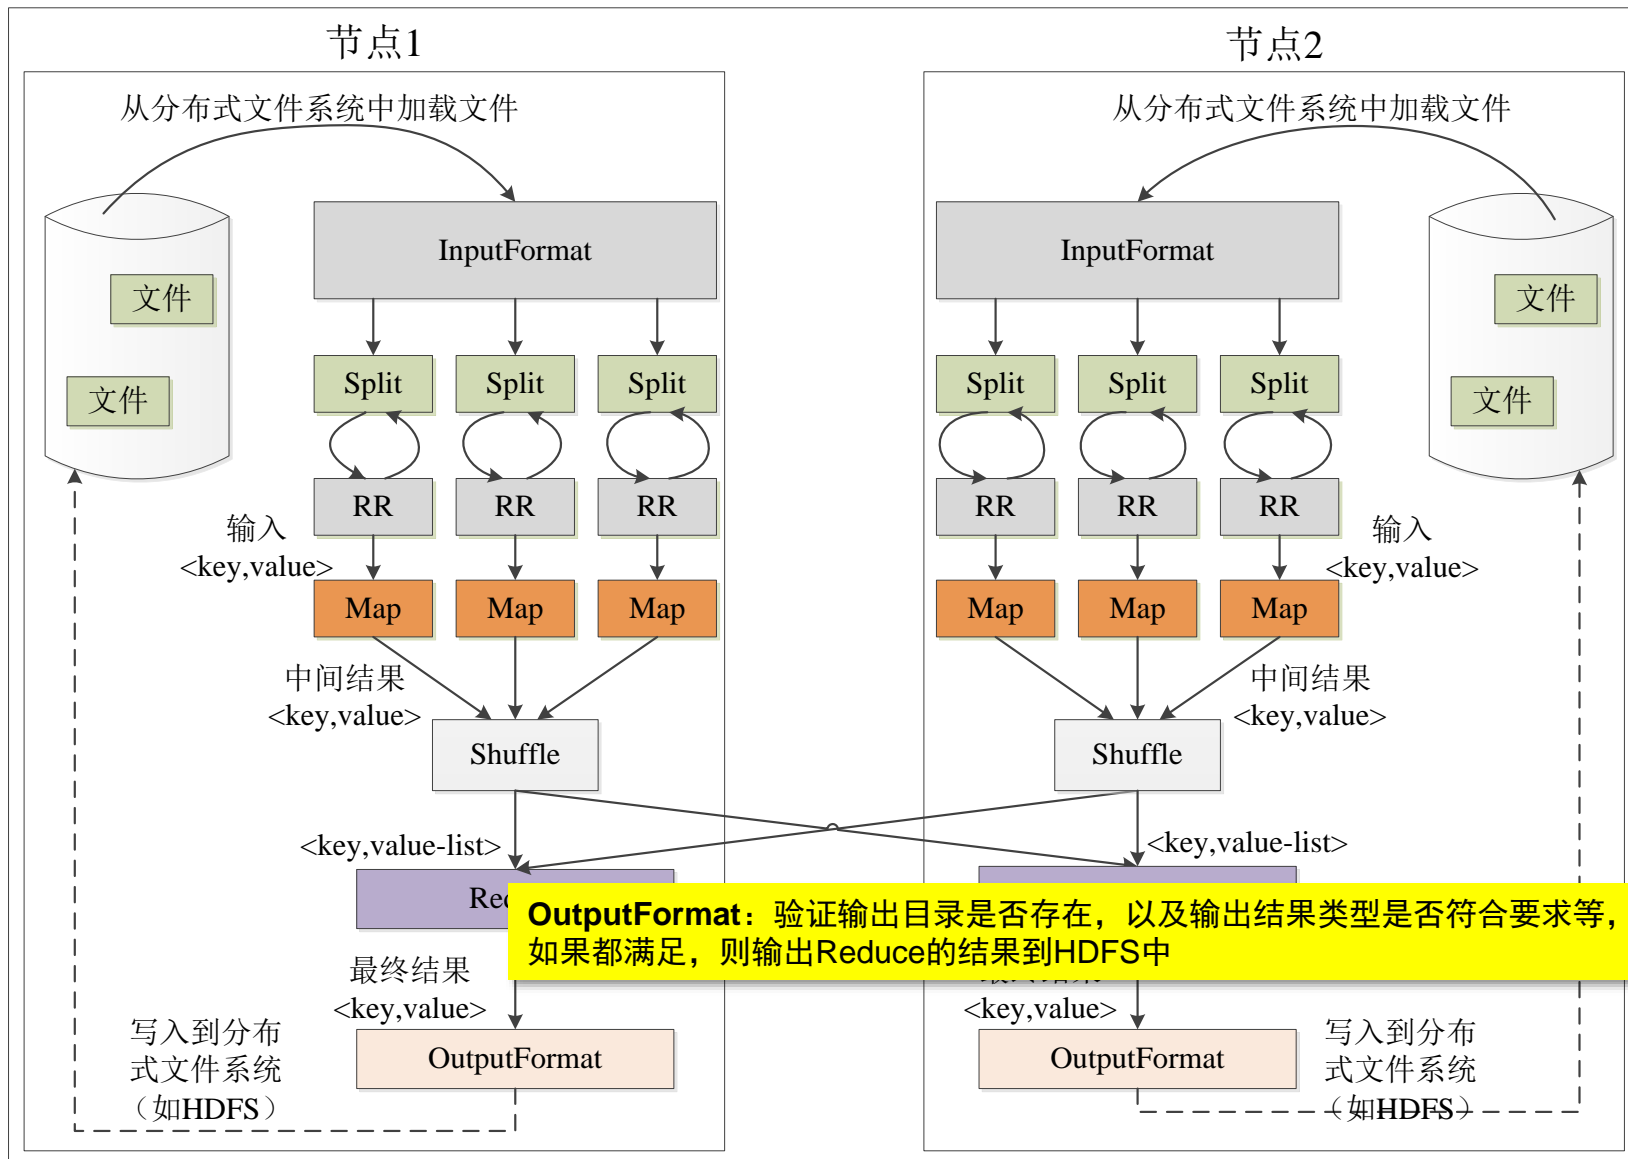 节点1
节点2
从分布式文件系统中加载文件
从分布式文件系统中加载文件
InputFormat
InputFormat
文件
文件
文件
文件
Split
Split
Split
Split
Split
Split
RR
RR
RR
RR
RR
RR
输入
<key,value>
输入
<key,value>
Map
Map
Map
Map
Map
Map
中间结果
<key,value>
中间结果
<key,value>
Shuffle
Shuffle
<key,value-list>
<key,value-list>
OutputFormat：验证输出目录是否存在，以及输出结果类型是否符合要求等，
如果都满足，则输出Reduce的结果到HDFS中
最终结果
<key,value>
<key,value>
OutputFormat
OutputFormat
写入到分布
式文件系统
（如HDFS）
写入到分布
式文件系统
（如HDFS）